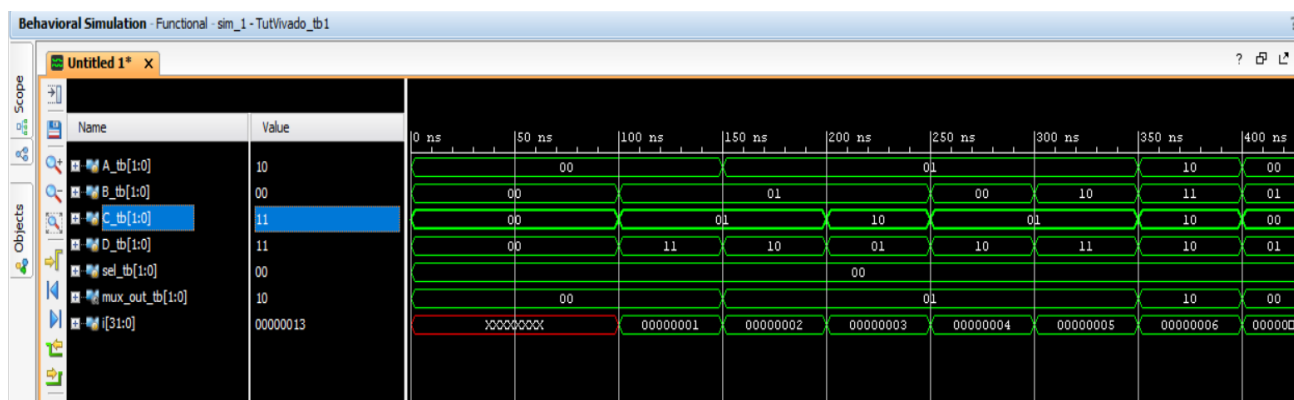 Behavioral Simulation - Functional - sim_1 - TutVivado_tb1 ?
Scope
Objects
Untitled 1* X ?
Name Value
0 ns 50 ns 100 ns 150 ns 200 ns 250 ns 300 ns 350 ns 400 ns
A_tb[1:0] 10 00 01 10 00
B_tb[1:0] 00 00 01 00 10 11 01
C_tb[1:0] 11 00 01 10 01 10 00
D_tb[1:0] 11 00 11 10 01 10 11 10 01
sel_tb[1:0] 00 00
mux_out_tb[1:0] 10 00 01 10 00
i[31:0] 00000013 XXXXXXXX 00000001 00000002 00000003 00000004 00000005 00000006 000000